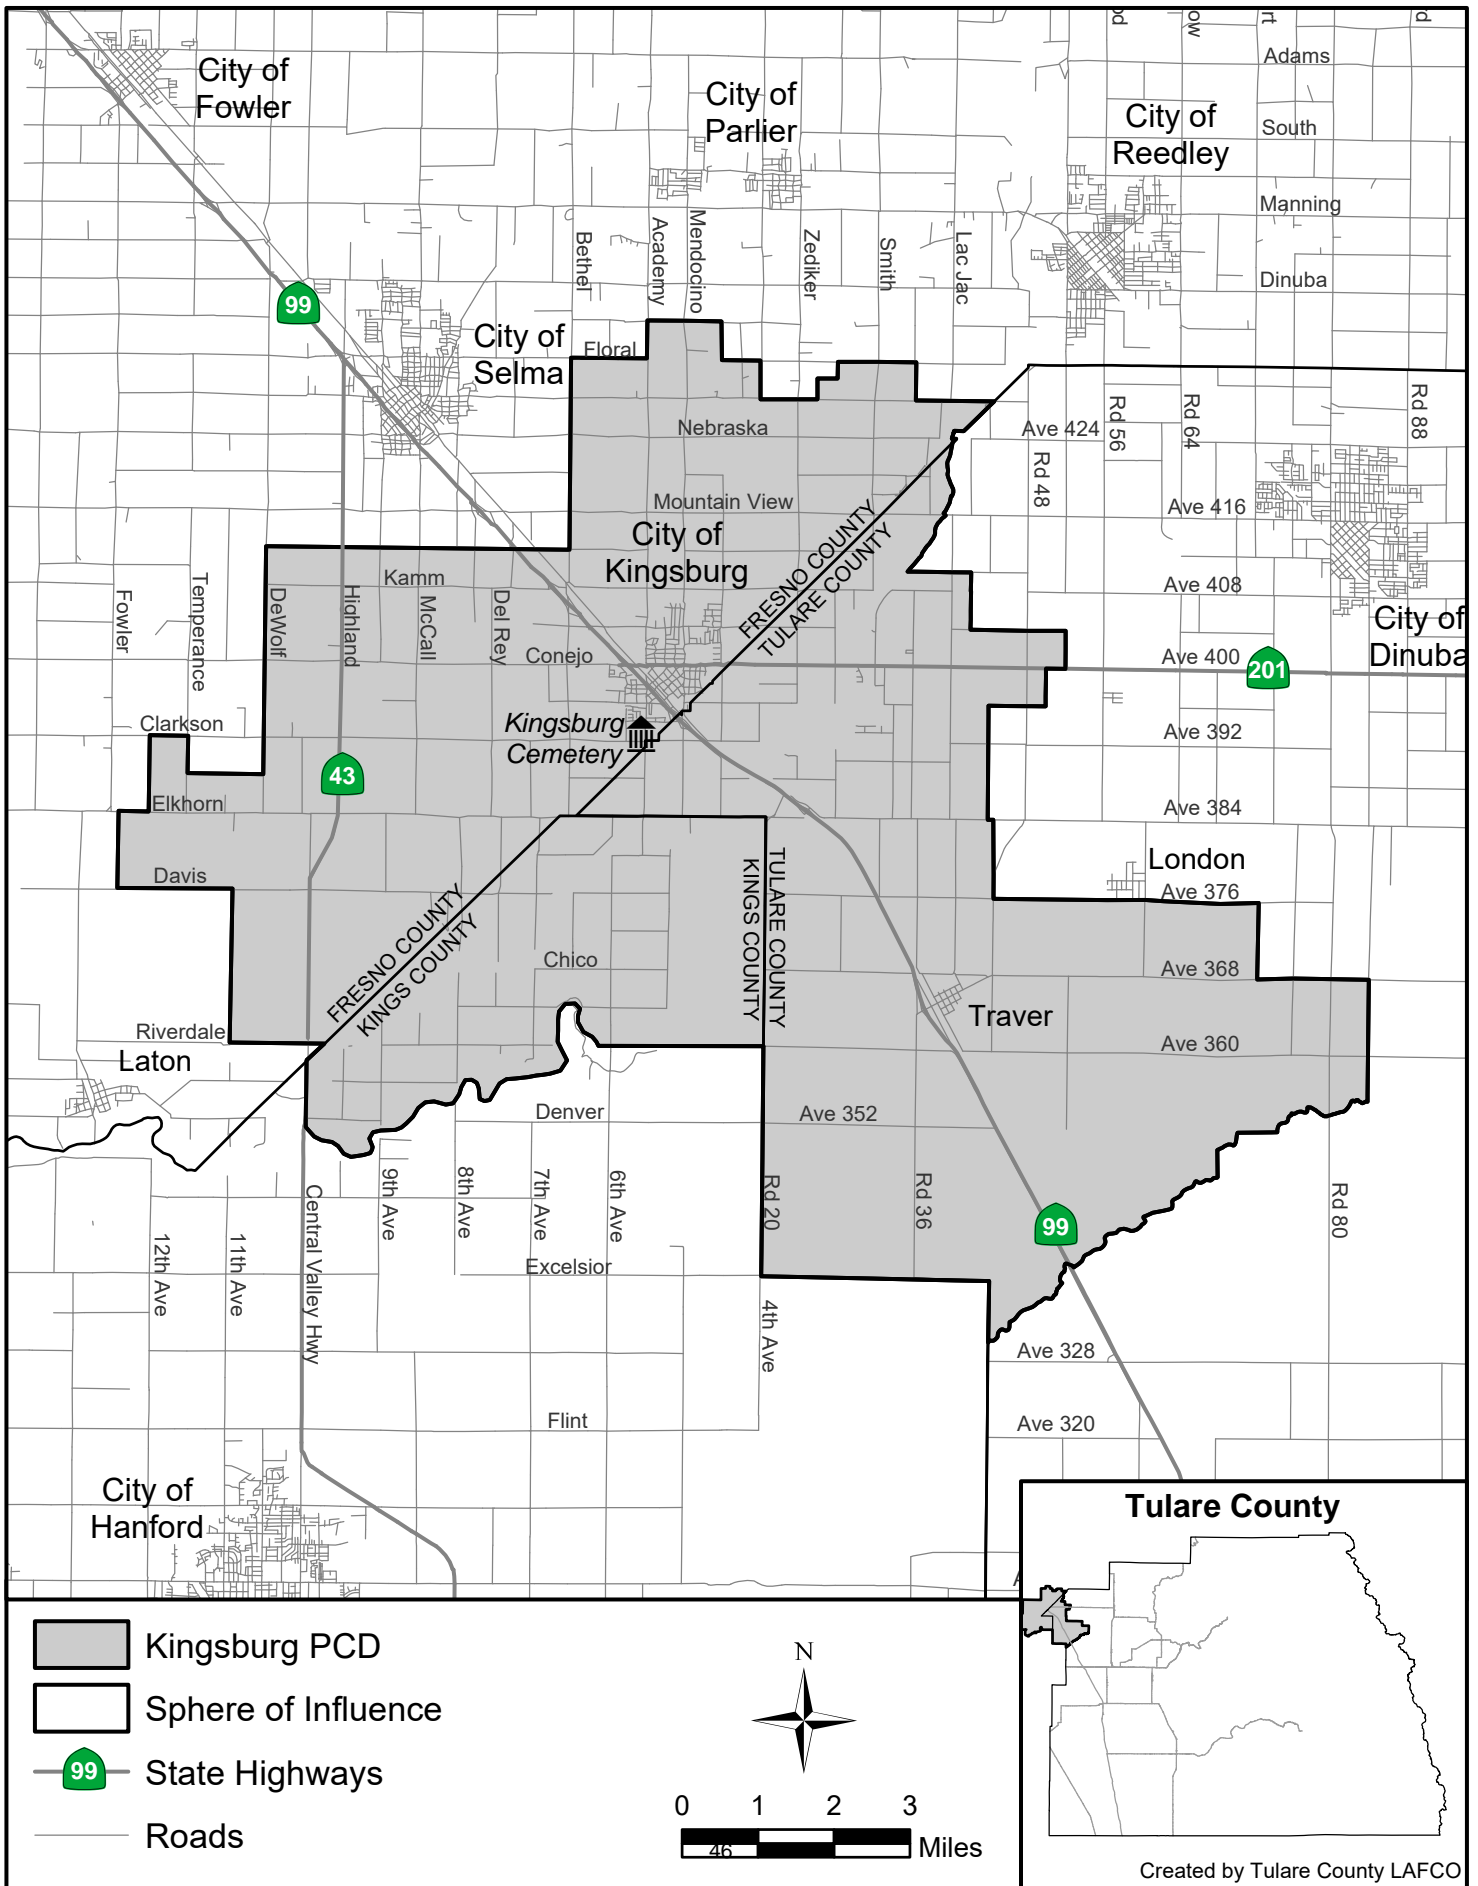 City of
Fowler
City of
Parlier
City of
Reedley
Adams
South
Manning
Dinuba
Bethel
Academy
Mendocino
Zediker
Smith
Lac Jac
99
City of
Selma
Floral
Nebraska
Mountain View
City of
Kingsburg
FRESNO COUNTY
TULARE COUNTY
Ave 424
Rd 48
Rd 56
Rd 64
Rd 88
Ave 416
Ave 408
City of
Dinuba
Ave 400
201
Ave 392
Ave 384
London
Ave 376
Fowler
Temperance
DeWolf
Highland
Kamm
McCall
Del Rey
Conejo
Kingsburg
Cemetery
Clarkson
43
Elkhorn
Davis
FRESNO COUNTY
KINGS COUNTY
TULARE COUNTY
KINGS COUNTY
Chico
Ave 368
Traver
Riverdale
Laton
Ave 360
Denver
Ave 352
9th Ave
8th Ave
7th Ave
6th Ave
Rd 20
Rd 36
99
Rd 80
12th Ave
11th Ave
Central Valley Hwy
Excelsior
4th Ave
Ave 328
Flint
Ave 320
City of
Hanford
Tulare County
Kingsburg PCD
Sphere of Influence
99
State Highways
Roads
N
0 1 2 3
Miles
46
Created by Tulare County LAFCO